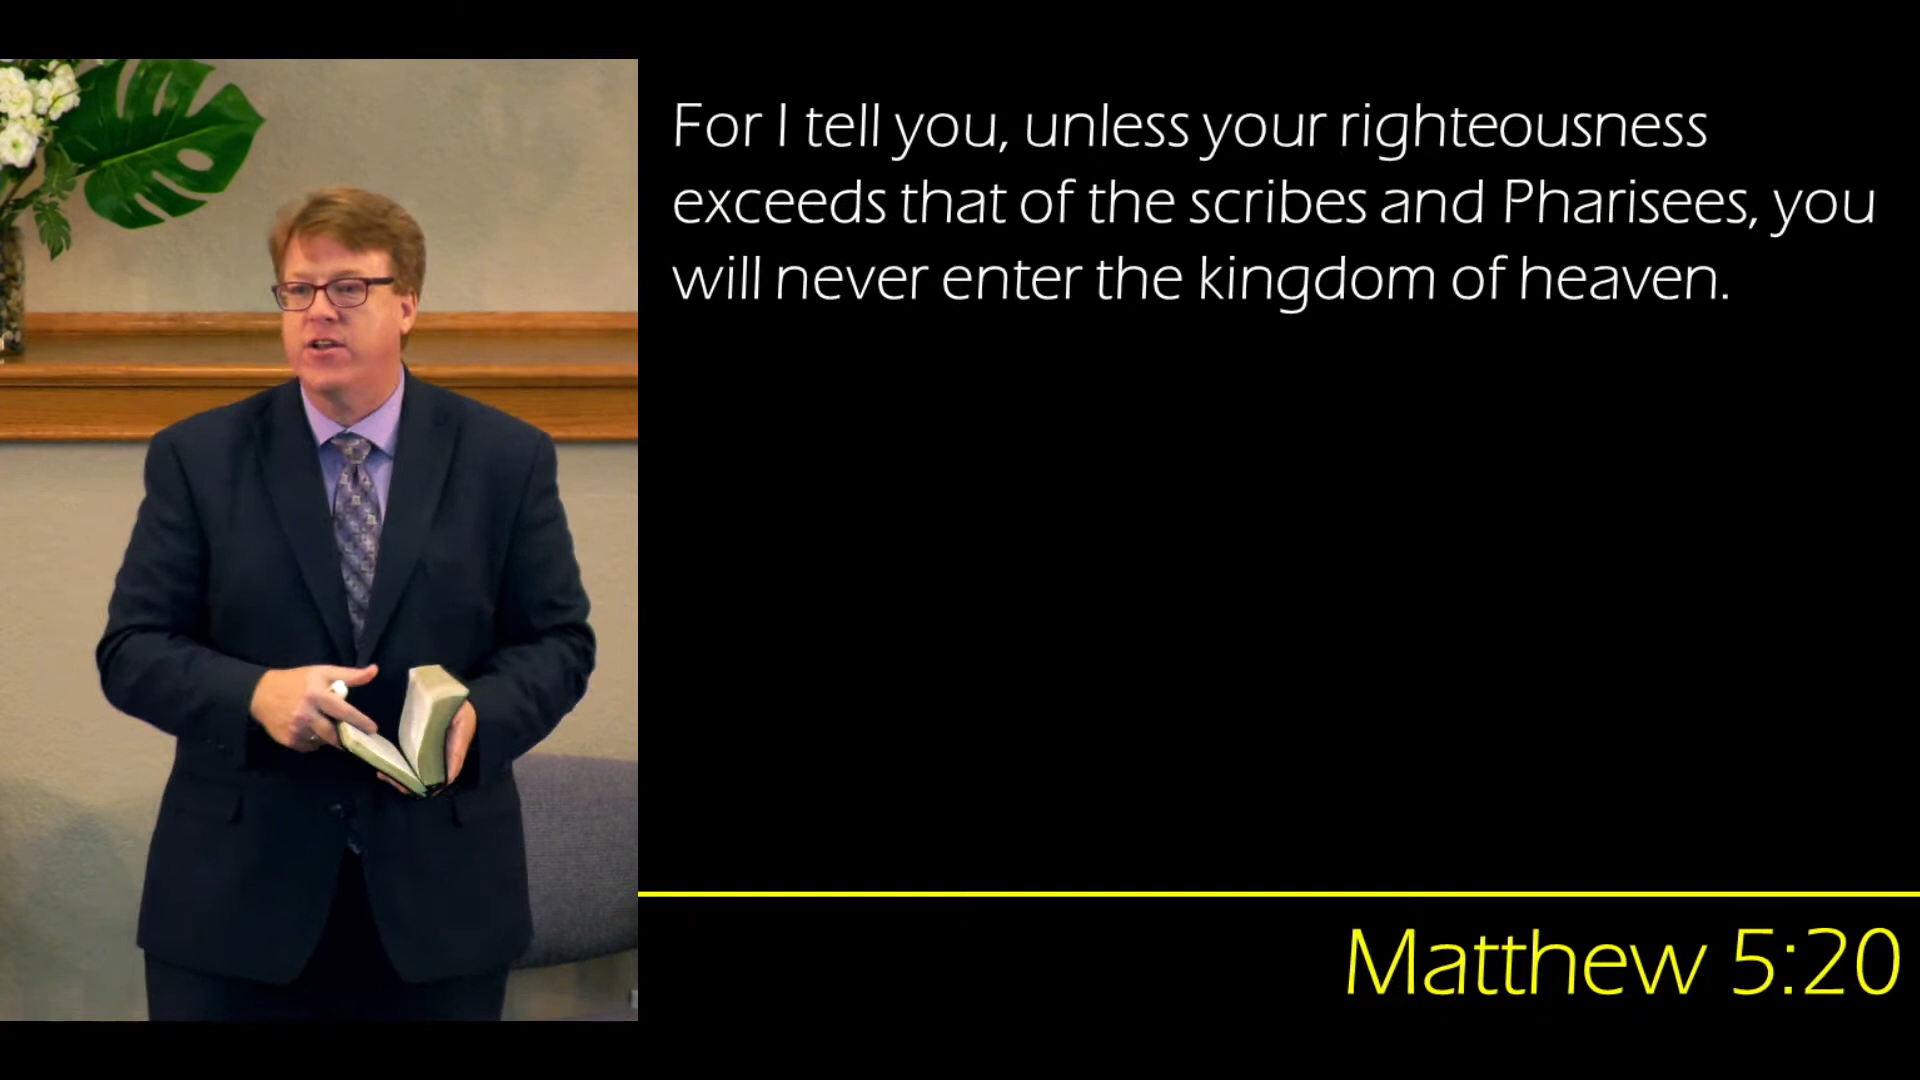 For I tell you, unless your righteousness
exceeds that of the scribes and Pharisees, you
will never enter the kingdom of heaven.
Matthew 5:20